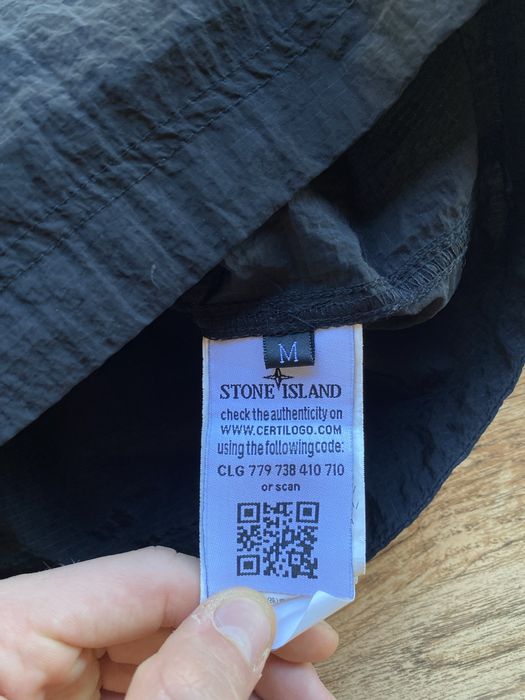 M
STONE ISLAND
check the authenticity on
WWW.CERTILOGO.COM
using the following code:
CLG 779 738 410 710
or scan